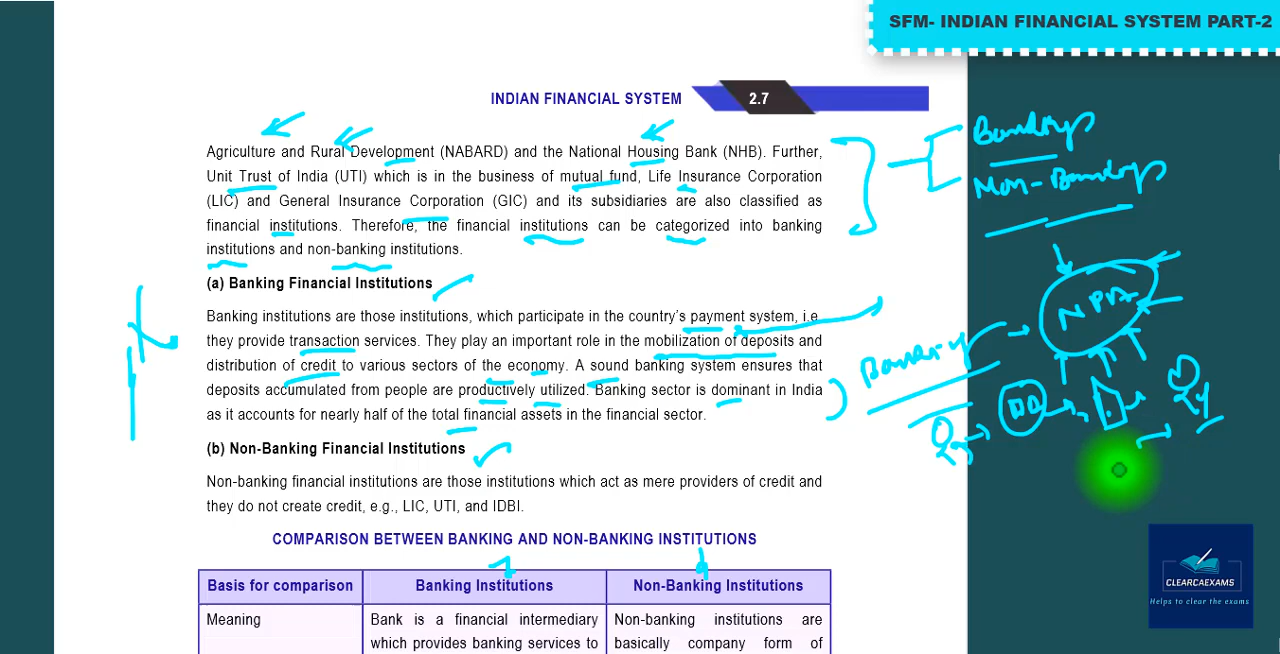 SFM- INDIAN FINANCIAL SYSTEM PART-2
INDIAN FINANCIAL SYSTEM 2.7
Agriculture and Rural Development (NABARD) and the National Housing Bank (NHB). Further,
Unit Trust of India (UTI) which is in the business of mutual fund, Life Insurance Corporation
(LIC) and General Insurance Corporation (GIC) and its subsidiaries are also classified as
financial institutions. Therefore, the financial institutions can be categorized into banking
institutions and non-banking institutions.
(a) Banking Financial Institutions
Banking institutions are those institutions, which participate in the country's payment system, i.e
they provide transaction services. They play an important role in the mobilization of deposits and
distribution of credit to various sectors of the economy. A sound banking system ensures that
deposits accumulated from people are productively utilized. Banking sector is dominant in India
as it accounts for nearly half of the total financial assets in the financial sector.
(b) Non-Banking Financial Institutions
Non-banking financial institutions are those institutions which act as mere providers of credit and
they do not create credit, e.g., LIC, UTI, and IDBI.
COMPARISON BETWEEN BANKING AND NON-BANKING INSTITUTIONS
Basis for comparison Banking Institutions Non-Banking Institutions
Meaning Bank is a financial intermediary Non-banking institutions are
which provides banking services to basically company form of
NPA
CLEARCAEXAMS
Helps to clear the exams